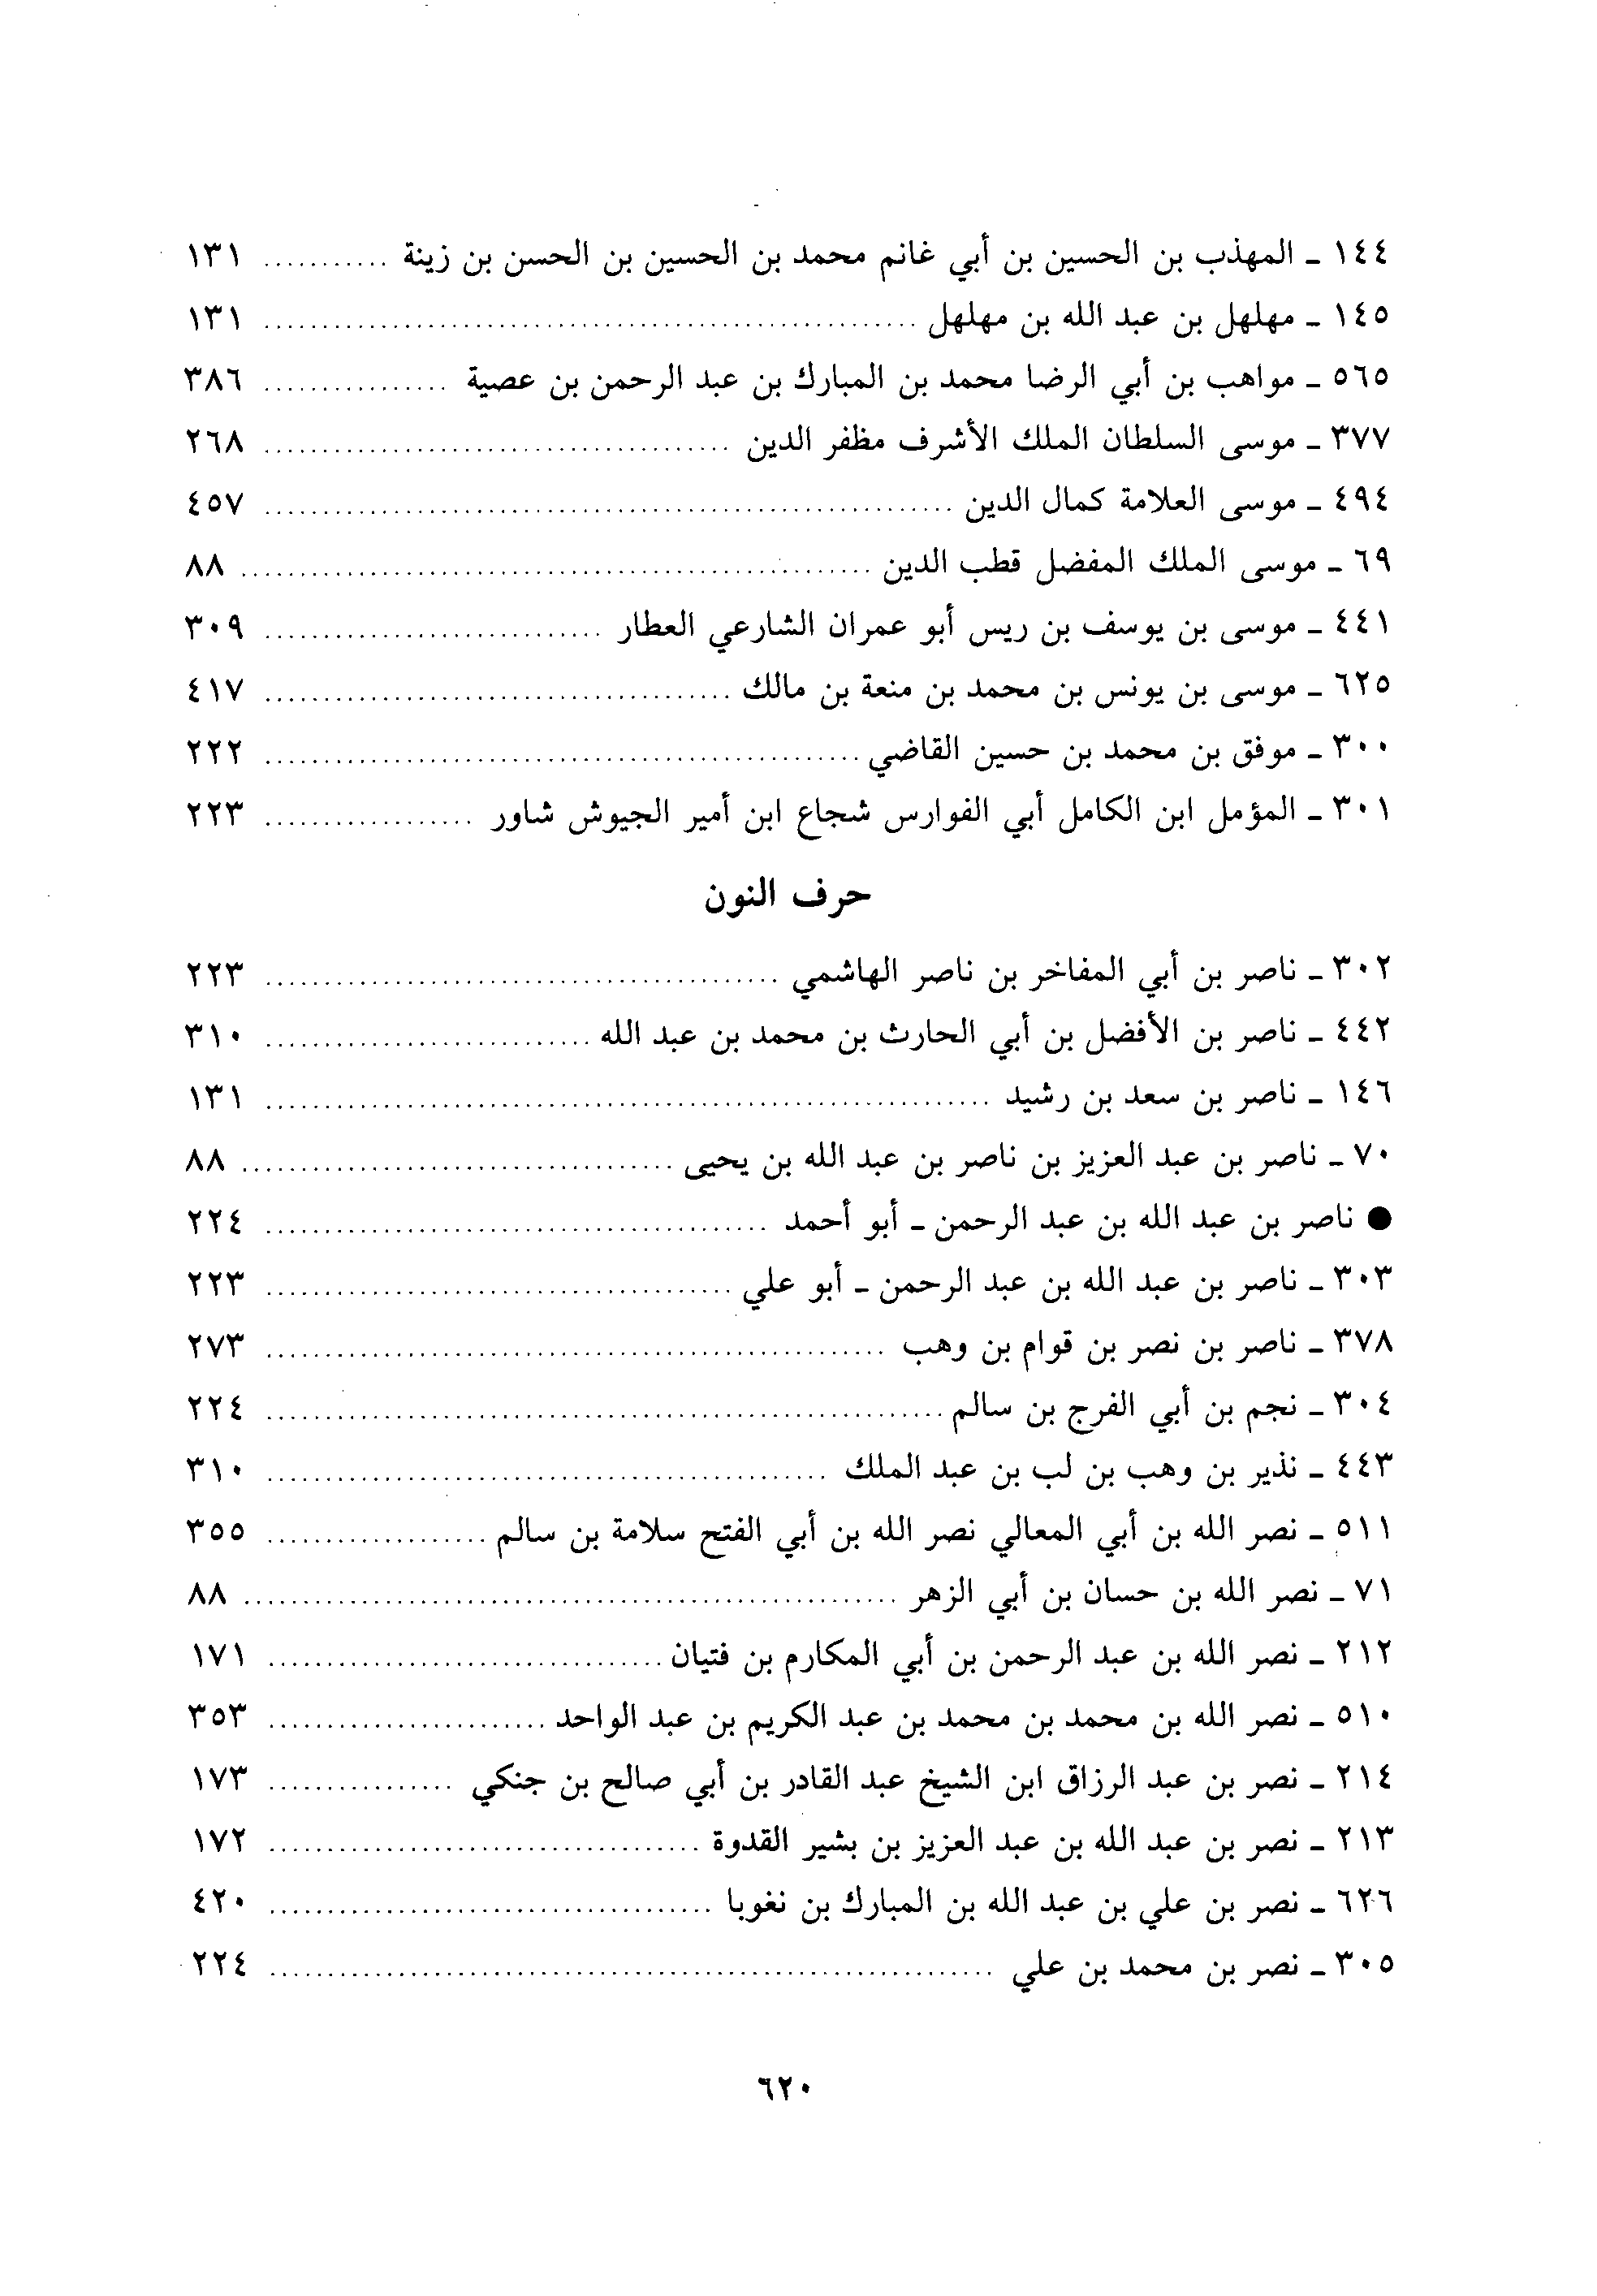 ١٤٤ ـ المهذب بن الحسين بن أبي غانم محمد بن الحسين بن الحسن بن زينة ........... ١٣١
١٤٥ ـ مهلهل بن عبد الله بن مهلهل ........... ١٣١
٥٦٥ ـ مواهب بن أبي الرضا محمد بن المبارك بن عبد الرحمن بن عصية ........... ٣٨٦
٣٧٧ ـ موسى السلطان الملك الأشرف مظفر الدين ........... ٢٦٨
٤٩٤ ـ موسى العلامة كمال الدين ........... ٤٥٧
٦٩ ـ موسى الملك المفضل قطب الدين ........... ٨٨
٤٤١ ـ موسى بن يوسف بن ريس أبو عمران الشارعي العطار ........... ٣٠٩
٦٢٥ ـ موسى بن يونس بن محمد بن منعة بن مالك ........... ٤١٧
٣٠٠ ـ موفق بن محمد بن حسين القاضي ........... ٢٢٢
٣٠١ ـ المؤمل ابن الكامل أبي الفوارس شجاع ابن أمير الجيوش شاور ........... ٢٢٣
حرف النون
٣٠٢ ـ ناصر بن أبي المفاخر بن ناصر الهاشمي ........... ٢٢٣
٤٤٢ ـ ناصر بن الأفضل بن أبي الحارث بن محمد بن عبد الله ........... ٣١٠
١٤٦ ـ ناصر بن سعد بن رشيد ........... ١٣١
٧٠ ـ ناصر بن عبد العزيز بن ناصر بن عبد الله بن يحيى ........... ٨٨
● ناصر بن عبد الله بن عبد الرحمن ـ أبو أحمد ........... ٢٢٤
٣٠٣ ـ ناصر بن عبد الله بن عبد الرحمن ـ أبو علي ........... ٢٢٣
٣٧٨ ـ ناصر بن نصر بن قوام بن وهب ........... ٢٧٣
٣٠٤ ـ نجم بن أبي الفرج بن سالم ........... ٢٢٤
٤٤٣ ـ نذير بن وهب بن لب بن عبد الملك ........... ٣١٠
٥١١ ـ نصر الله بن أبي المعالي نصر الله بن أبي الفتح سلامة بن سالم ........... ٣٥٥
٧١ ـ نصر الله بن حسان بن أبي الزهر ........... ٨٨
٢١٢ ـ نصر الله بن عبد الرحمن بن أبي المكارم بن فتيان ........... ١٧١
٥١٠ ـ نصر الله بن محمد بن محمد بن عبد الكريم بن عبد الواحد ........... ٣٥٣
٢١٤ ـ نصر بن عبد الرزاق ابن الشيخ عبد القادر بن أبي صالح بن جنكي ........... ١٧٣
٢١٣ ـ نصر بن عبد الله بن عبد العزيز بن بشير القدوة ........... ١٧٢
٦٢٦ ـ نصر بن علي بن عبد الله بن المبارك بن نغوبا ........... ٤٢٠
٣٠٥ ـ نصر بن محمد بن علي ........... ٢٢٤
٦٢٠